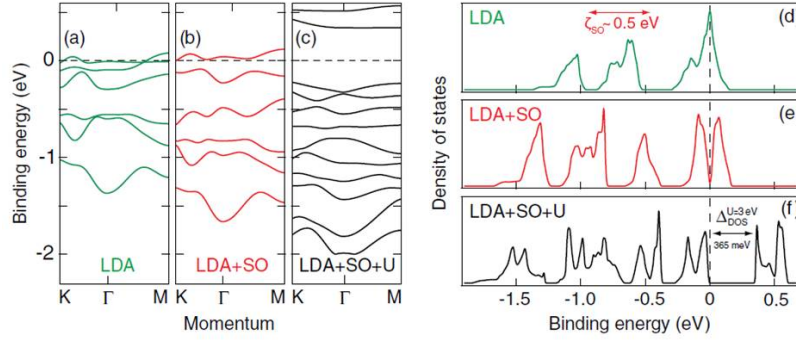 (a)
(b)
(c)
Binding energy (eV)
0
-1
-2
LDA
LDA+SO
LDA+SO+U
K Γ M
K Γ M
K Γ M
Momentum
Density of states
LDA
ζSO~ 0.5 eV
(d)
LDA+SO
(e)
LDA+SO+U
ΔDOS U=3 eV
365 meV
(f)
-1.5 -1.0 -0.5 0 0.5
Binding energy (eV)